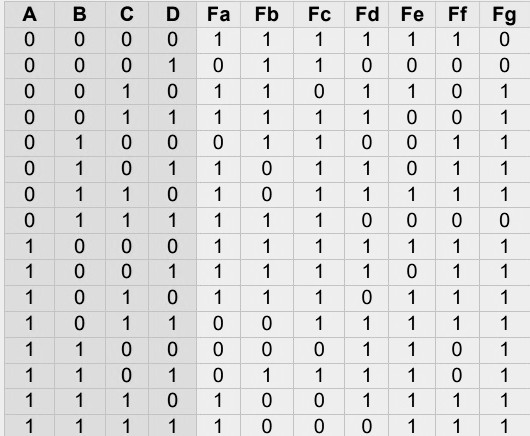 A B C D Fa Fb Fc Fd Fe Ff Fg
0 0 0 0 1 1 1 1 1 1 0
0 0 0 1 0 1 1 0 0 0 0
0 0 1 0 1 1 0 1 1 0 1
0 0 1 1 1 1 1 1 0 0 1
0 1 0 0 0 1 1 0 0 1 1
0 1 0 1 1 0 1 1 0 1 1
0 1 1 0 1 0 1 1 1 1 1
0 1 1 1 1 1 1 0 0 0 0
1 0 0 0 1 1 1 1 1 1 1
1 0 0 1 1 1 1 1 0 1 1
1 0 1 0 1 1 1 0 1 1 1
1 0 1 1 0 0 1 1 1 1 1
1 1 0 0 0 0 0 1 1 0 1
1 1 0 1 0 1 1 1 1 0 1
1 1 1 0 1 0 0 1 1 1 1
1 1 1 1 1 0 0 0 1 1 1